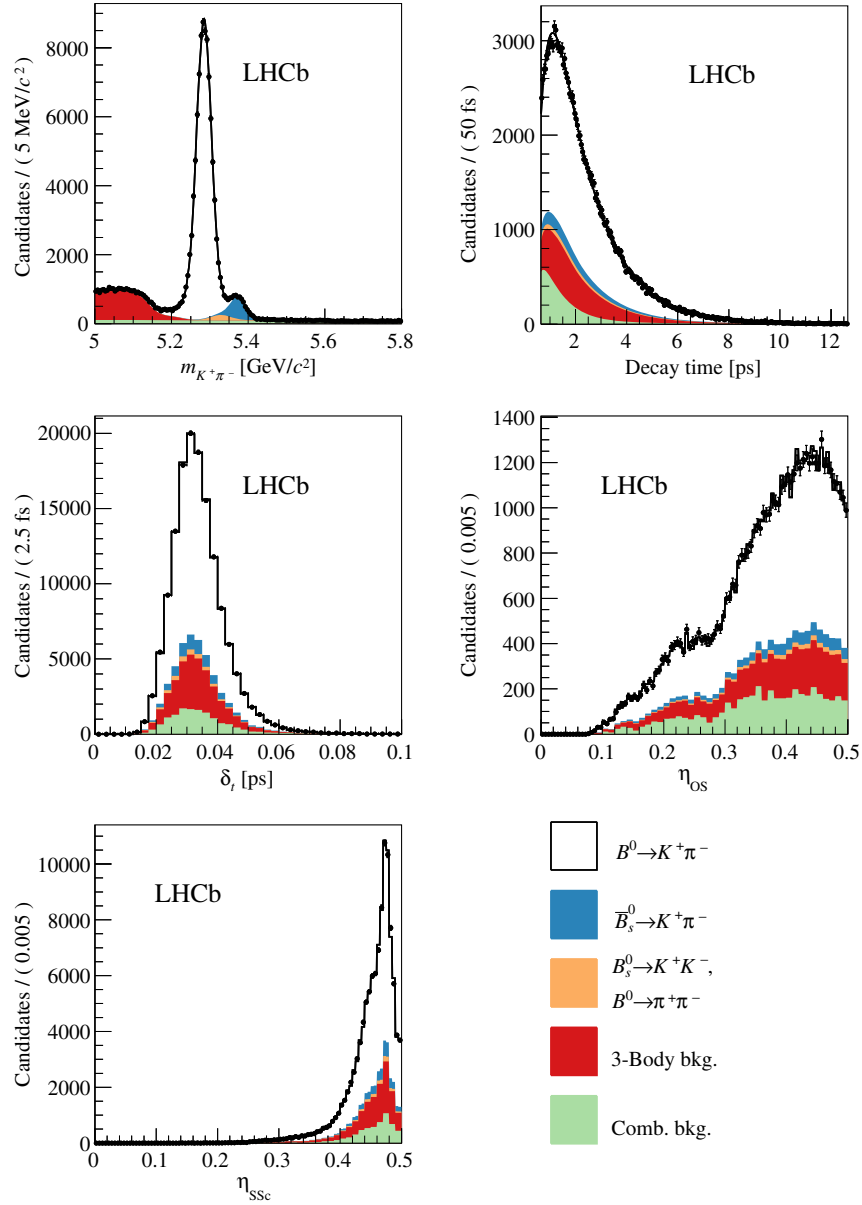 LHCb
Candidates / ( 5 MeV/c² )
8000
6000
4000
2000
0
5 5.2 5.4 5.6 5.8
m_{K⁺π⁻} [GeV/c²]
LHCb
Candidates / ( 50 fs )
3000
2000
1000
0
2 4 6 8 10 12
Decay time [ps]
LHCb
Candidates / ( 2.5 fs )
20000
15000
10000
5000
0
0 0.02 0.04 0.06 0.08 0.1
δ_t [ps]
LHCb
Candidates / ( 0.005 )
1400
1200
1000
800
600
400
200
0
0 0.1 0.2 0.3 0.4 0.5
η_OS
LHCb
Candidates / ( 0.005 )
10000
8000
6000
4000
2000
0
0 0.1 0.2 0.3 0.4 0.5
η_SSc
B⁰→K⁺π⁻
B̅⁰_s→K⁺π⁻
B⁰_s→K⁺K⁻,
B⁰→π⁺π⁻
3-Body bkg.
Comb. bkg.